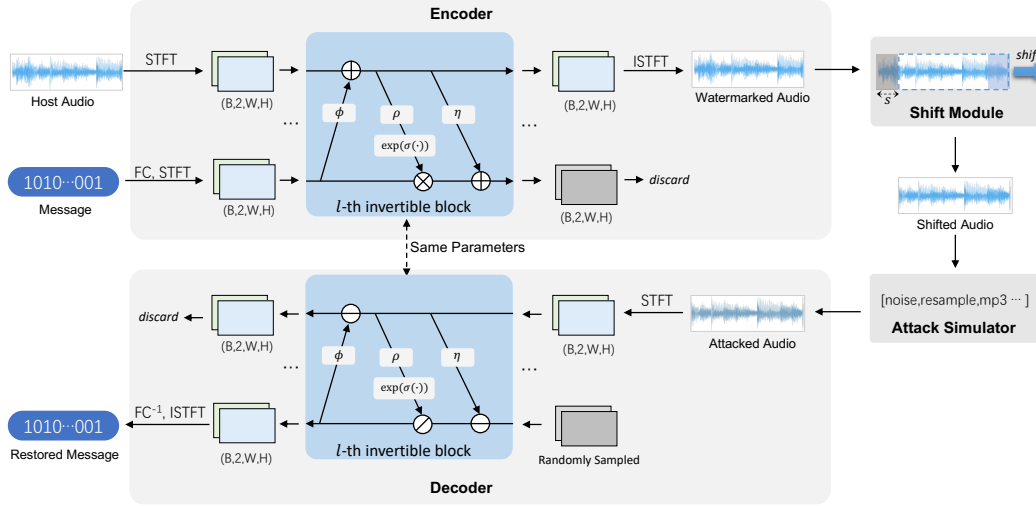 Encoder
Host Audio
STFT
(B,2,W,H)
...
ϕ
ρ
η
exp(σ(·))
l-th invertible block
ISTFT
(B,2,W,H)
...
Watermarked Audio
1010···001
Message
FC, STFT
(B,2,W,H)
(B,2,W,H)
discard
shift
s
Shift Module
Shifted Audio
[noise,resample,mp3 ··· ]
Attack Simulator
Same Parameters
Attacked Audio
STFT
(B,2,W,H)
...
ϕ
ρ
η
exp(σ(·))
l-th invertible block
(B,2,W,H)
...
discard
Randomly Sampled
(B,2,W,H)
FC⁻¹, ISTFT
1010···001
Restored Message
Decoder